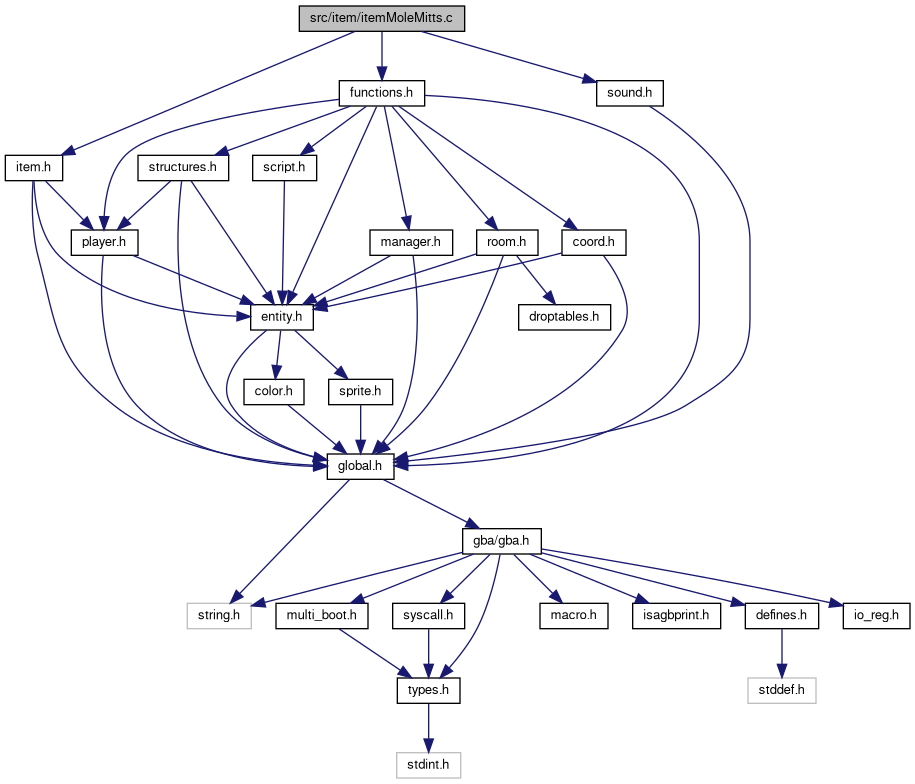 src/item/itemMoleMitts.c
functions.h
sound.h
item.h
structures.h
script.h
player.h
manager.h
room.h
coord.h
entity.h
droptables.h
color.h
sprite.h
global.h
gba/gba.h
string.h
multi_boot.h
syscall.h
macro.h
isagbprint.h
defines.h
io_reg.h
types.h
stddef.h
stdint.h